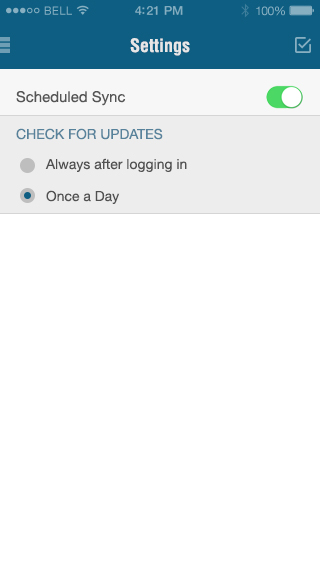 BELL 4:21 PM 100%
Settings
Scheduled Sync
CHECK FOR UPDATES
Always after logging in
Once a Day